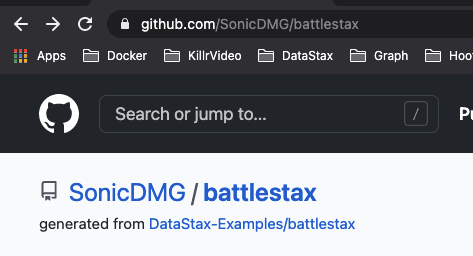 github.com/SonicDMG/battlestax
Apps Docker KillrVideo DataStax Graph Hoo
Search or jump to... /
SonicDMG / battlestax
generated from DataStax-Examples/battlestax